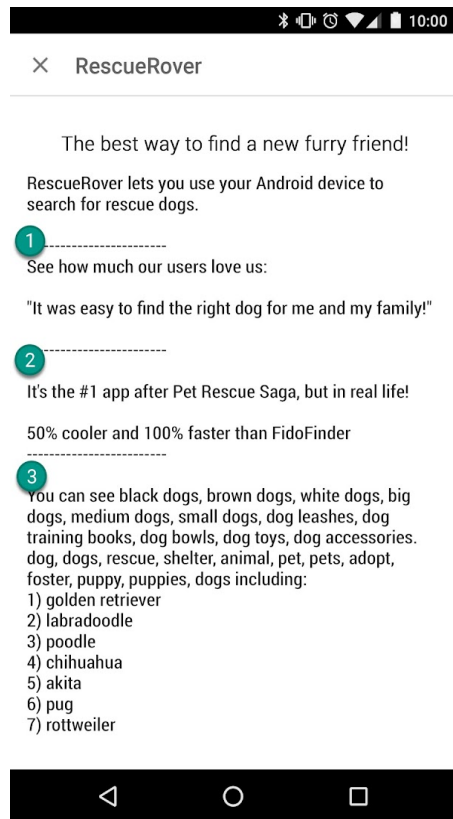 10:00
× RescueRover
The best way to find a new furry friend!
RescueRover lets you use your Android device to
search for rescue dogs.
1 ----------------------
See how much our users love us:
"It was easy to find the right dog for me and my family!"
2 ----------------------
It's the #1 app after Pet Rescue Saga, but in real life!
50% cooler and 100% faster than FidoFinder
-------------------------
3
You can see black dogs, brown dogs, white dogs, big
dogs, medium dogs, small dogs, dog leashes, dog
training books, dog bowls, dog toys, dog accessories.
dog, dogs, rescue, shelter, animal, pet, pets, adopt,
foster, puppy, puppies, dogs including:
1) golden retriever
2) labradoodle
3) poodle
4) chihuahua
5) akita
6) pug
7) rottweiler